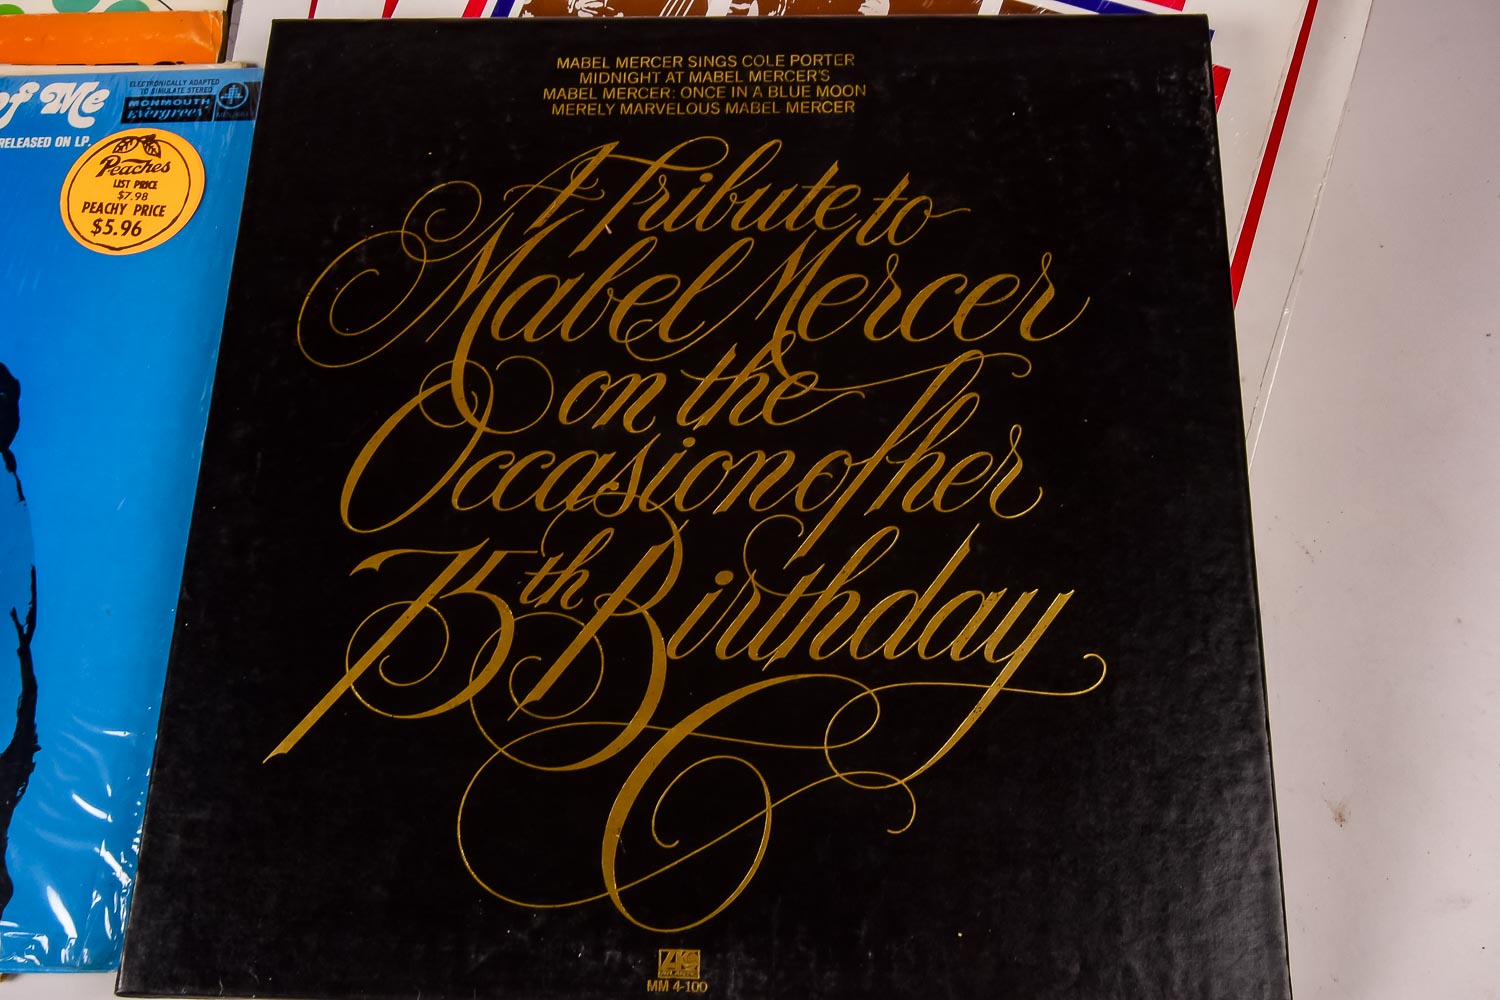 MABEL MERCER SINGS COLE PORTER
MIDNIGHT AT MABEL MERCER'S
MABEL MERCER: ONCE IN A BLUE MOON
MERELY MARVELOUS MABEL MERCER
A Tribute to
Mabel Mercer
on the
Occasion of her
75th Birthday
ATLANTIC
MM 4-100
of Me
RELEASED ON LP.
ELECTRONICALLY ADAPTED
TO SIMULATE STEREO
MONMOUTH
Evergreen
Peaches
LIST PRICE
$7.98
PEACHY PRICE
$5.96